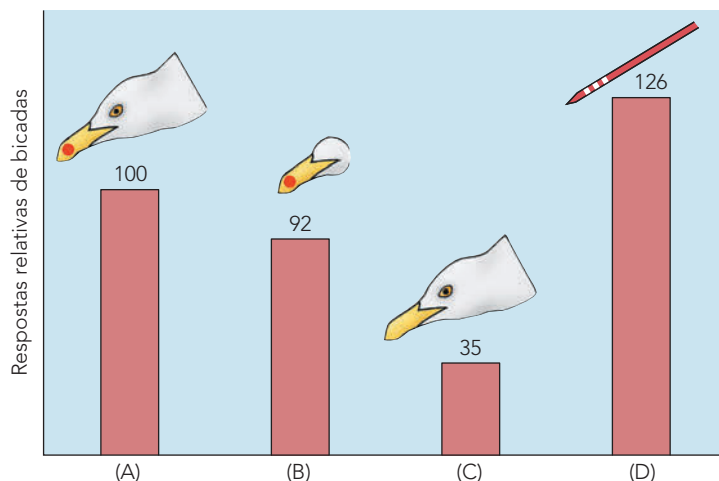 Respostas relativas de bicadas
100
92
35
126
(A)
(B)
(C)
(D)